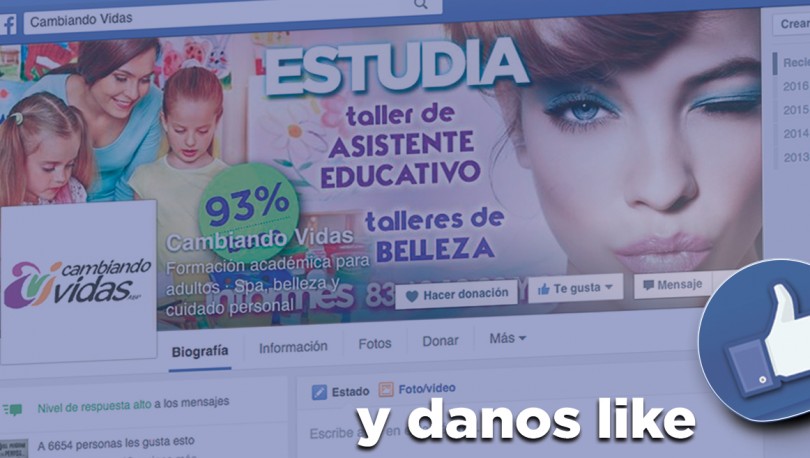 Cambiando Vidas
Crear
ESTUDIA
taller de
ASISTENTE
EDUCATIVO
talleres de
BELLEZA
93%
Cambiando Vidas
Formación académica para
adultos - Spa, belleza y
cuidado personal
informes 83
cambiando
vidas
Hacer donación
Te gusta
Mensaje
2016
2015
2014
2013
Biografía
Información
Fotos
Donar
Más
Nivel de respuesta alto a los mensajes
A 6654 personas les gusta esto
Estado
Foto/video
Escribe
y danos like